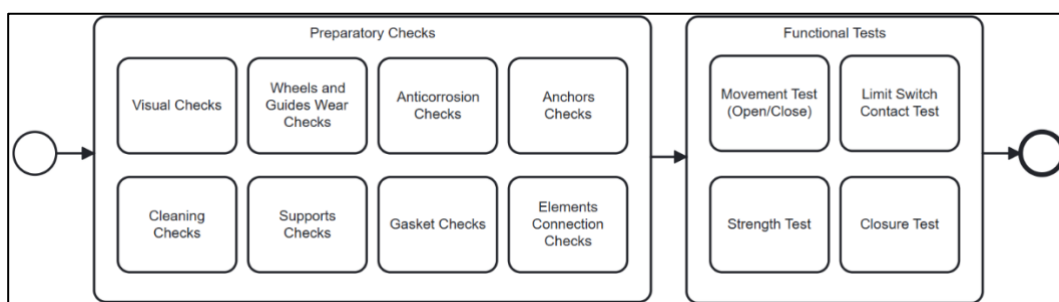 Preparatory Checks
Visual Checks
Wheels and
Guides Wear
Checks
Anticorrosion
Checks
Anchors
Checks
Cleaning
Checks
Supports
Checks
Gasket Checks
Elements
Connection
Checks
Functional Tests
Movement Test
(Open/Close)
Limit Switch
Contact Test
Strength Test
Closure Test